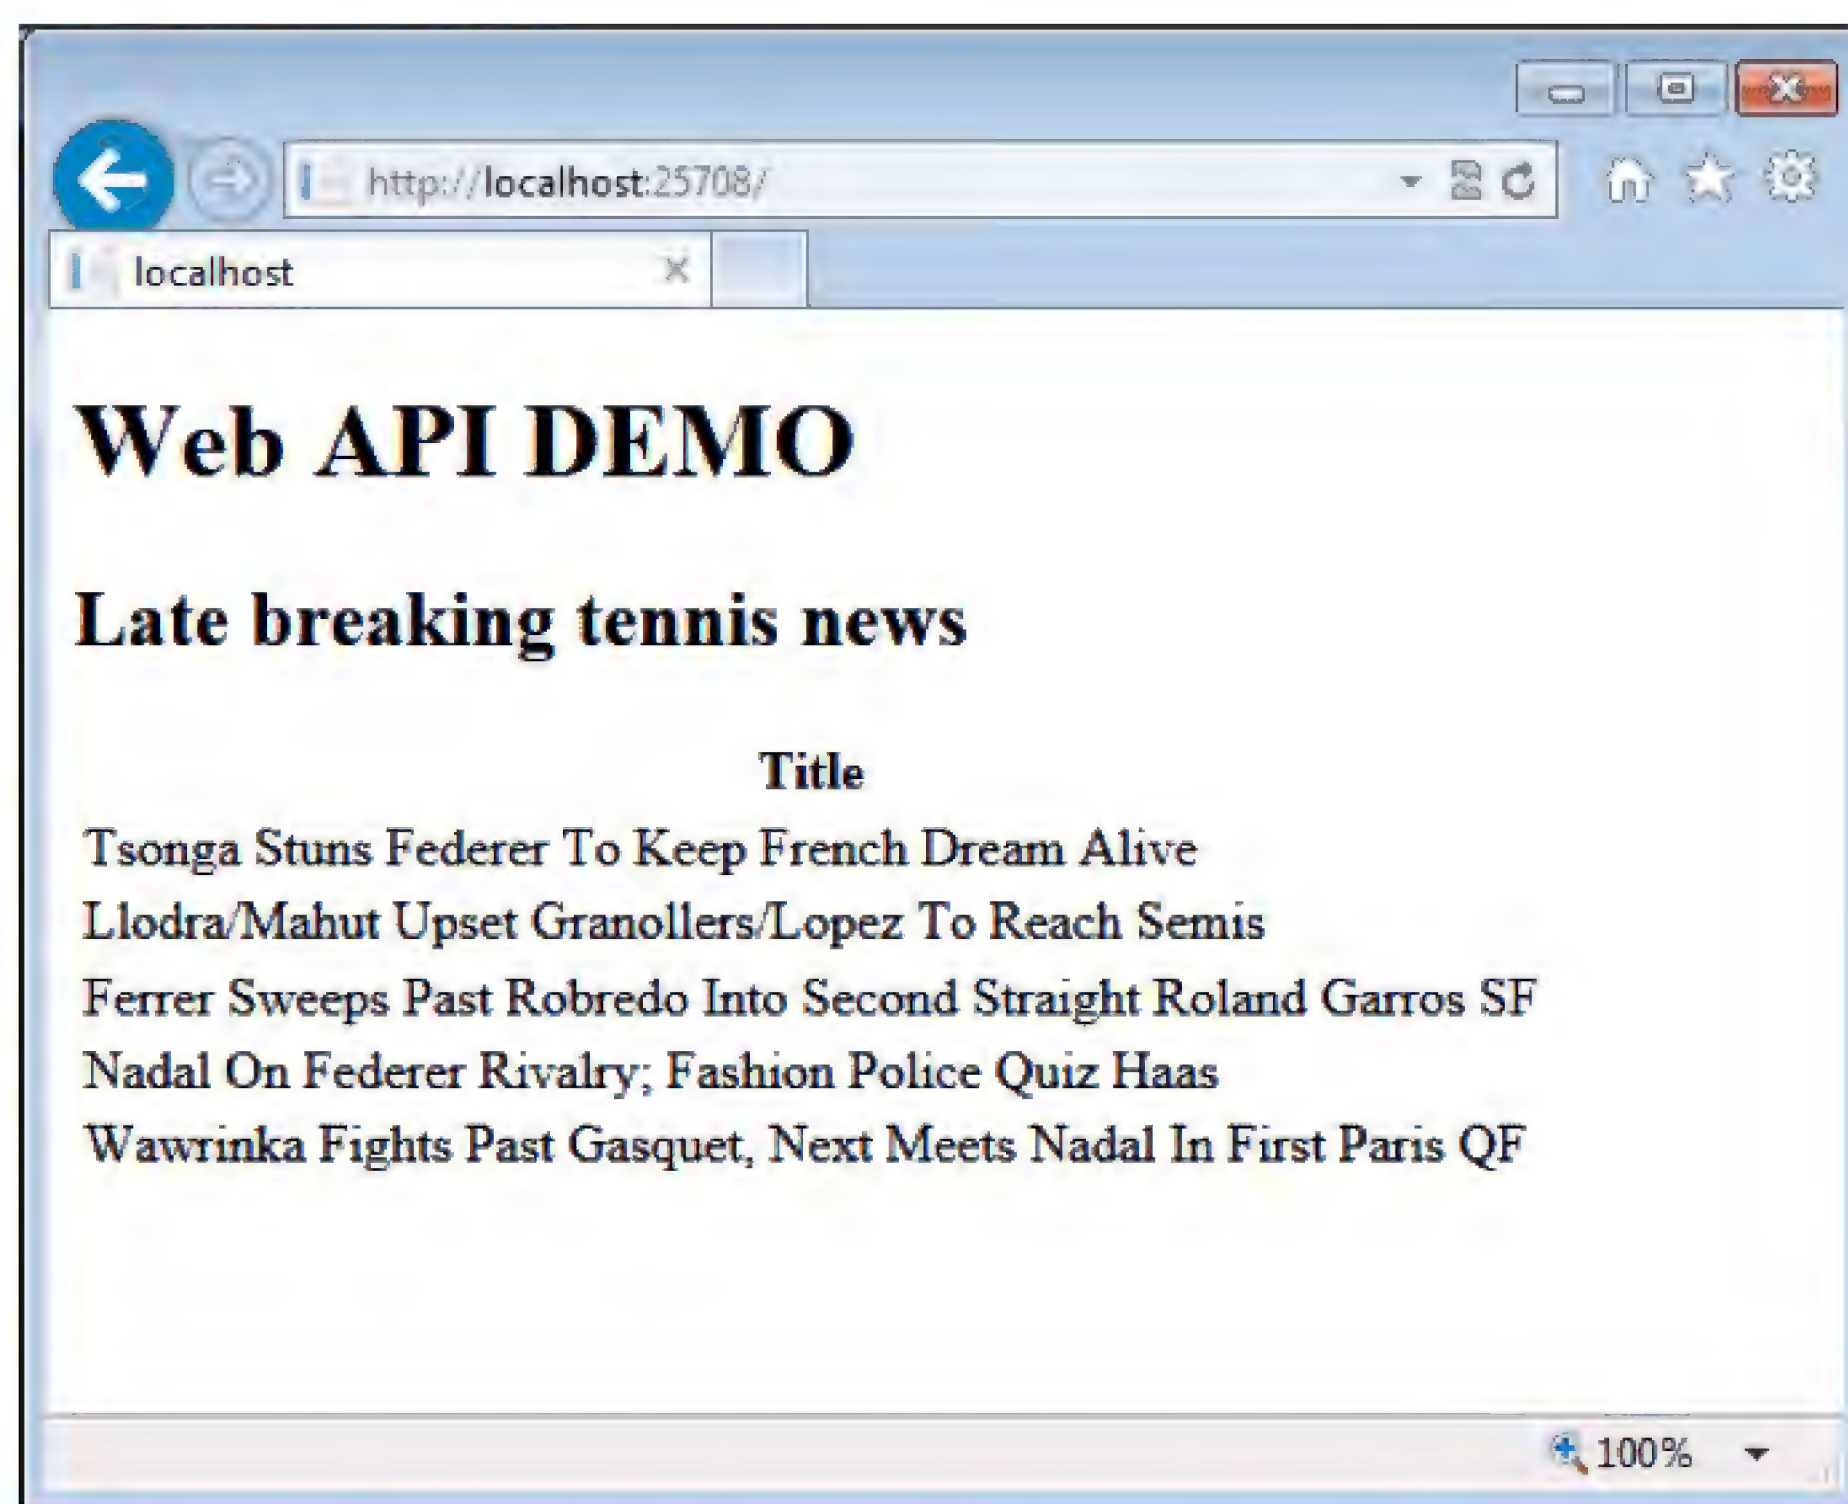 http://localhost:25708/
localhost
Web API DEMO
Late breaking tennis news
Title
Tsonga Stuns Federer To Keep French Dream Alive
Llodra/Mahut Upset Granollers/Lopez To Reach Semis
Ferrer Sweeps Past Robredo Into Second Straight Roland Garros SF
Nadal On Federer Rivalry; Fashion Police Quiz Haas
Wawrinka Fights Past Gasquet, Next Meets Nadal In First Paris QF
100%